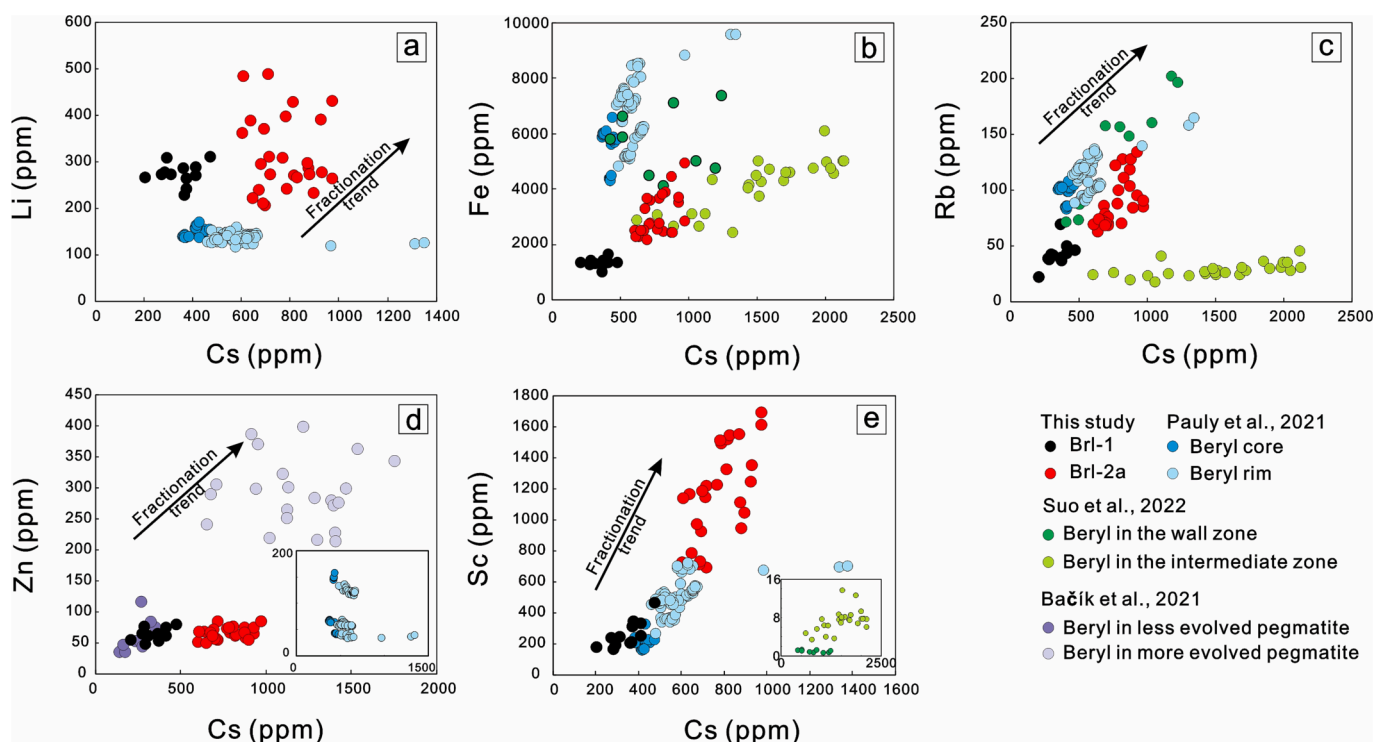 a
600
500
400
300
200
100
0
Li (ppm)
Fractionation
trend
0 200 400 600 800 1000 1200 1400
Cs (ppm)
b
10000
8000
6000
4000
2000
0
Fe (ppm)
0 500 1000 1500 2000 2500
Cs (ppm)
c
250
200
150
100
50
0
Rb (ppm)
Fractionation
trend
0 500 1000 1500 2000 2500
Cs (ppm)
d
450
400
350
300
250
200
150
100
50
0
Zn (ppm)
Fractionation
trend
200
0
1500
0 500 1000 1500 2000
Cs (ppm)
e
1800
1600
1400
1200
1000
800
600
400
200
0
Sc (ppm)
Fractionation
trend
16
8
0
0 2500
0 200 400 600 800 1000 1200 1400 1600
Cs (ppm)
This study
Brl-1
Brl-2a
Pauly et al., 2021
Beryl core
Beryl rim
Suo et al., 2022
Beryl in the wall zone
Beryl in the intermediate zone
Bačík et al., 2021
Beryl in less evolved pegmatite
Beryl in more evolved pegmatite